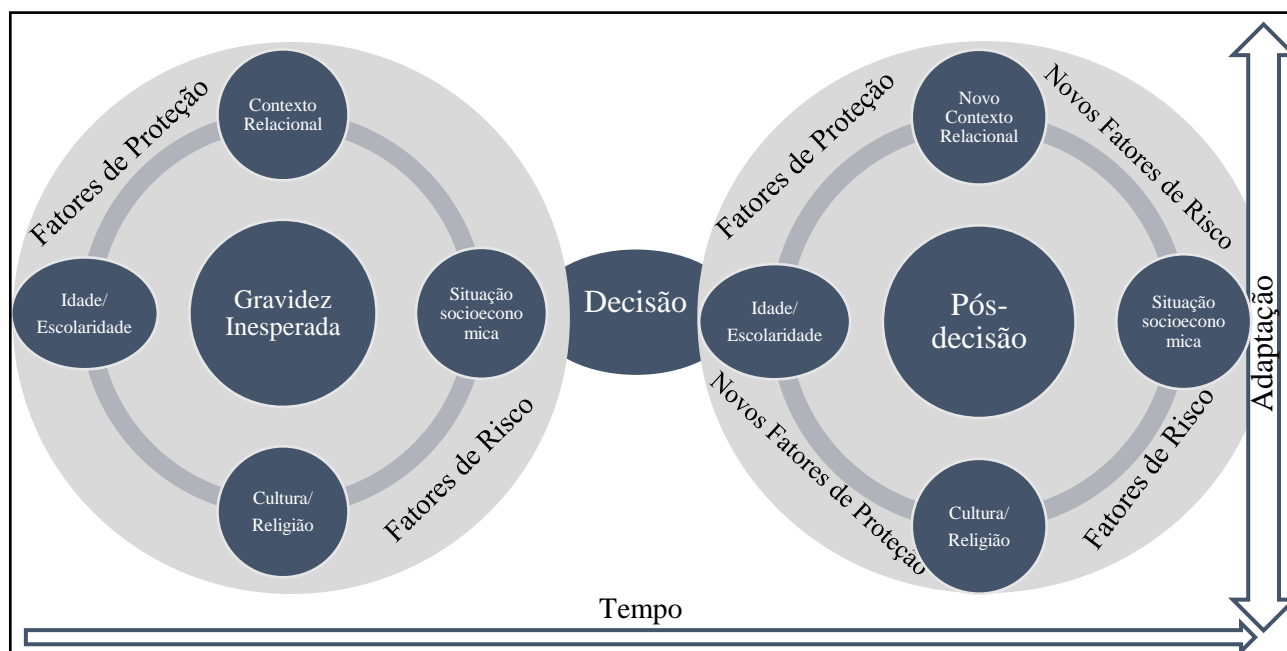 Fatores de Proteção
Contexto
Relacional
Idade/
Escolaridade
Gravidez
Inesperada
Situação
socioecono
mica
Cultura/
Religião
Fatores de Risco
Decisão
Fatores de Proteção
Novo
Contexto
Relacional
Novos Fatores de Risco
Idade/
Escolaridade
Pós-
decisão
Situação
socioecono
mica
Novos Fatores de Proteção
Cultura/
Religião
Fatores de Risco
Adaptação
Tempo